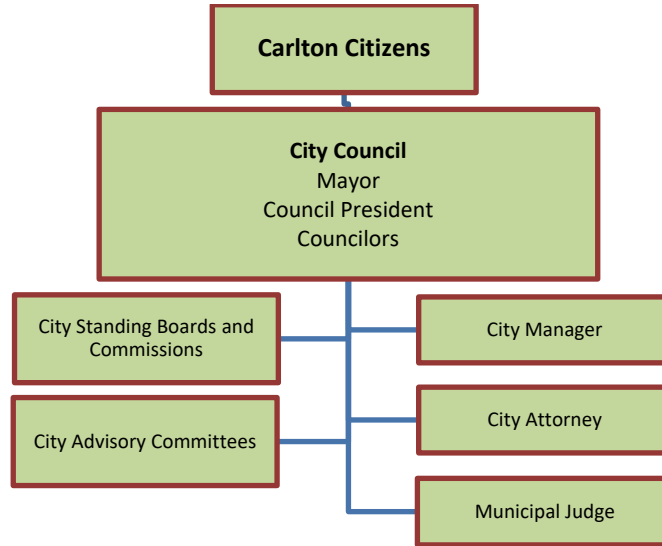 Carlton Citizens
City Council
Mayor
Council President
Councilors
City Standing Boards and
Commissions
City Manager
City Advisory Committees
City Attorney
Municipal Judge